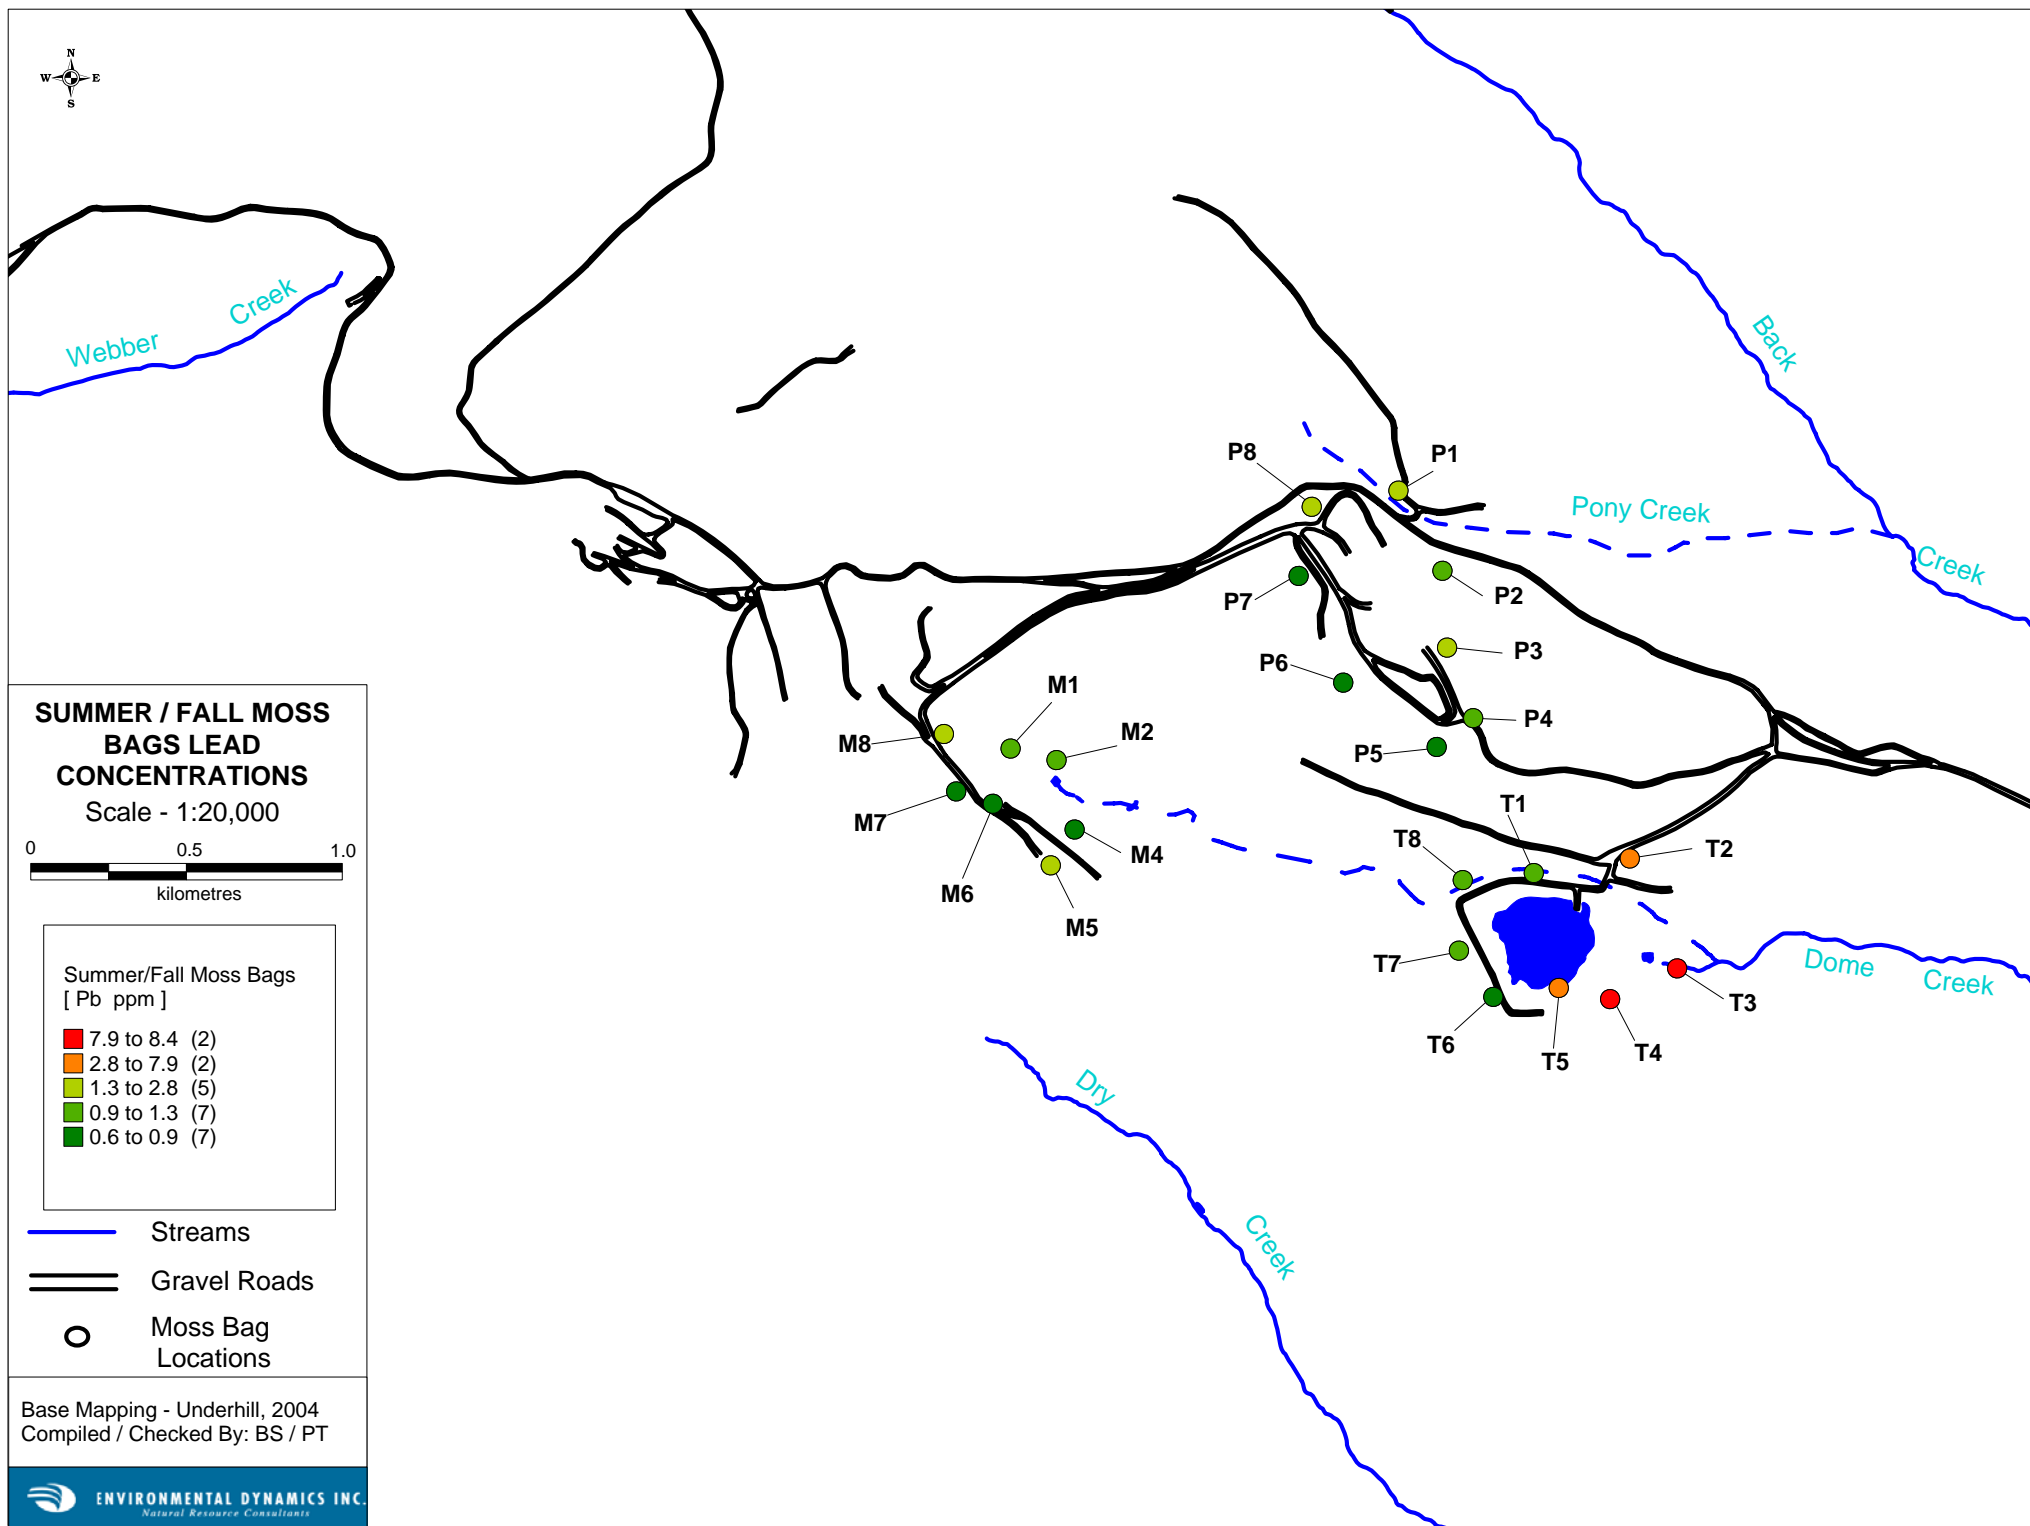 N
W E
S
Webber Creek
Back Creek
Pony Creek
P8
P1
P7
P2
P6
P3
P5
P4
M1
M8
M2
M7
M4
M6
M5
T1
T8
T2
T7
T3
T6
T5
T4
Dome Creek
Dry Creek
SUMMER / FALL MOSS
BAGS LEAD
CONCENTRATIONS
Scale - 1:20,000
0 0.5 1.0
kilometres
Summer/Fall Moss Bags
[ Pb ppm ]
7.9 to 8.4 (2)
2.8 to 7.9 (2)
1.3 to 2.8 (5)
0.9 to 1.3 (7)
0.6 to 0.9 (7)
Streams
Gravel Roads
Moss Bag
Locations
Base Mapping - Underhill, 2004
Compiled / Checked By: BS / PT
ENVIRONMENTAL DYNAMICS INC.
Natural Resource Consultants